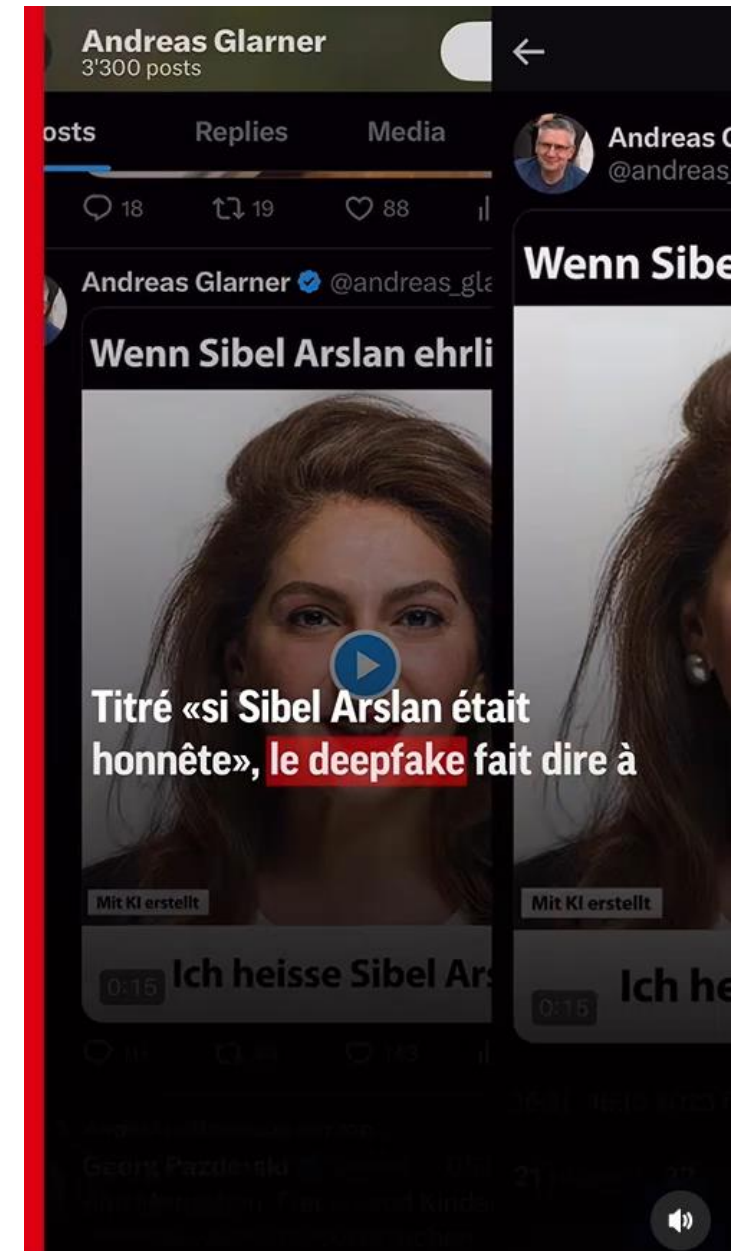 Andreas Glarner
3'300 posts
osts Replies Media
18 19 88
Andreas Glarner @andreas_gla
Wenn Sibel Arslan ehrli
Mit KI erstellt
0:15 Ich heisse Sibel Ars
Andreas G
@andreas_
Wenn Sibe
Mit KI erstellt
0:15 Ich he
Titré «si Sibel Arslan était
honnête», le deepfake fait dire à
Georg Pazderski